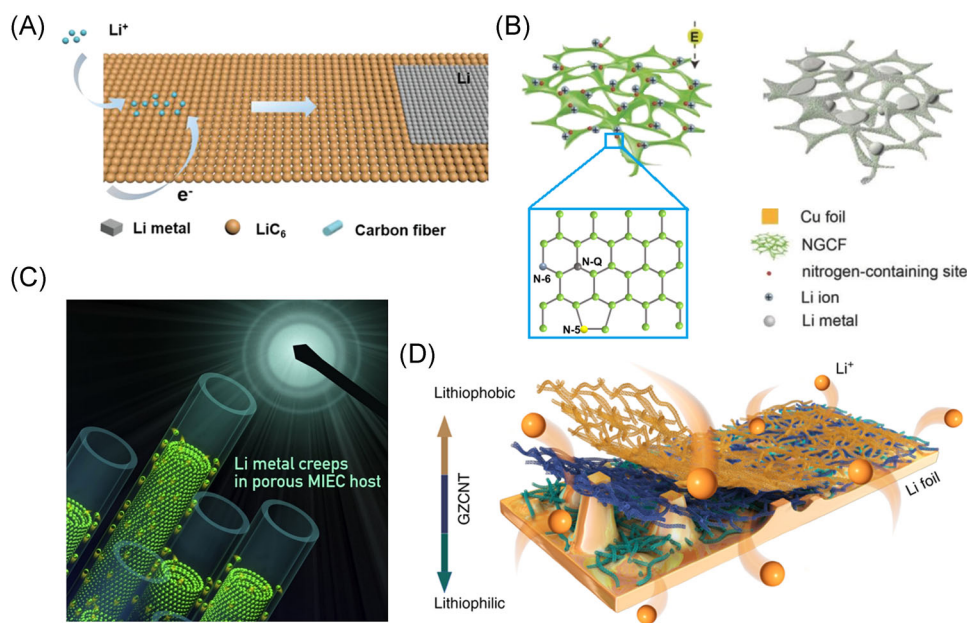 (A)
Li⁺
Li
e⁻
Li metal
LiC₆
Carbon fiber
(B)
E
N-6
N-Q
N-5
Cu foil
NGCF
nitrogen-containing site
Li ion
Li metal
(C)
Li metal creeps
in porous MIEC host
(D)
Lithiophobic
GZCNT
Lithiophilic
Li⁺
Li foil